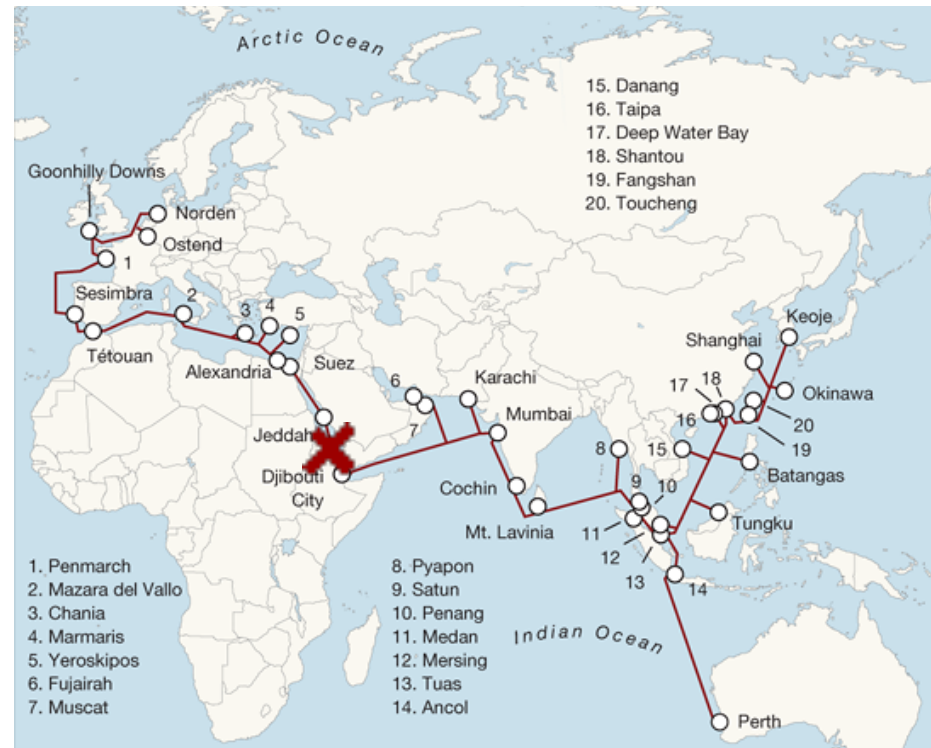 Arctic Ocean
15. Danang
16. Taipa
17. Deep Water Bay
18. Shantou
19. Fangshan
20. Toucheng
Goonhilly Downs
Norden
Ostend
1
Sesimbra
2
3
4
5
Tétouan
Alexandria
Suez
Keoje
Shanghai
Okinawa
6
Karachi
7
Mumbai
17
18
16
20
19
Jeddah
8
15
Batangas
Djibouti
City
Cochin
9
10
Mt. Lavinia
11
Tungku
12
13
14
1. Penmarch
2. Mazara del Vallo
3. Chania
4. Marmaris
5. Yeroskipos
6. Fujairah
7. Muscat
8. Pyapon
9. Satun
10. Penang
11. Medan
12. Mersing
13. Tuas
14. Ancol
Indian Ocean
Perth